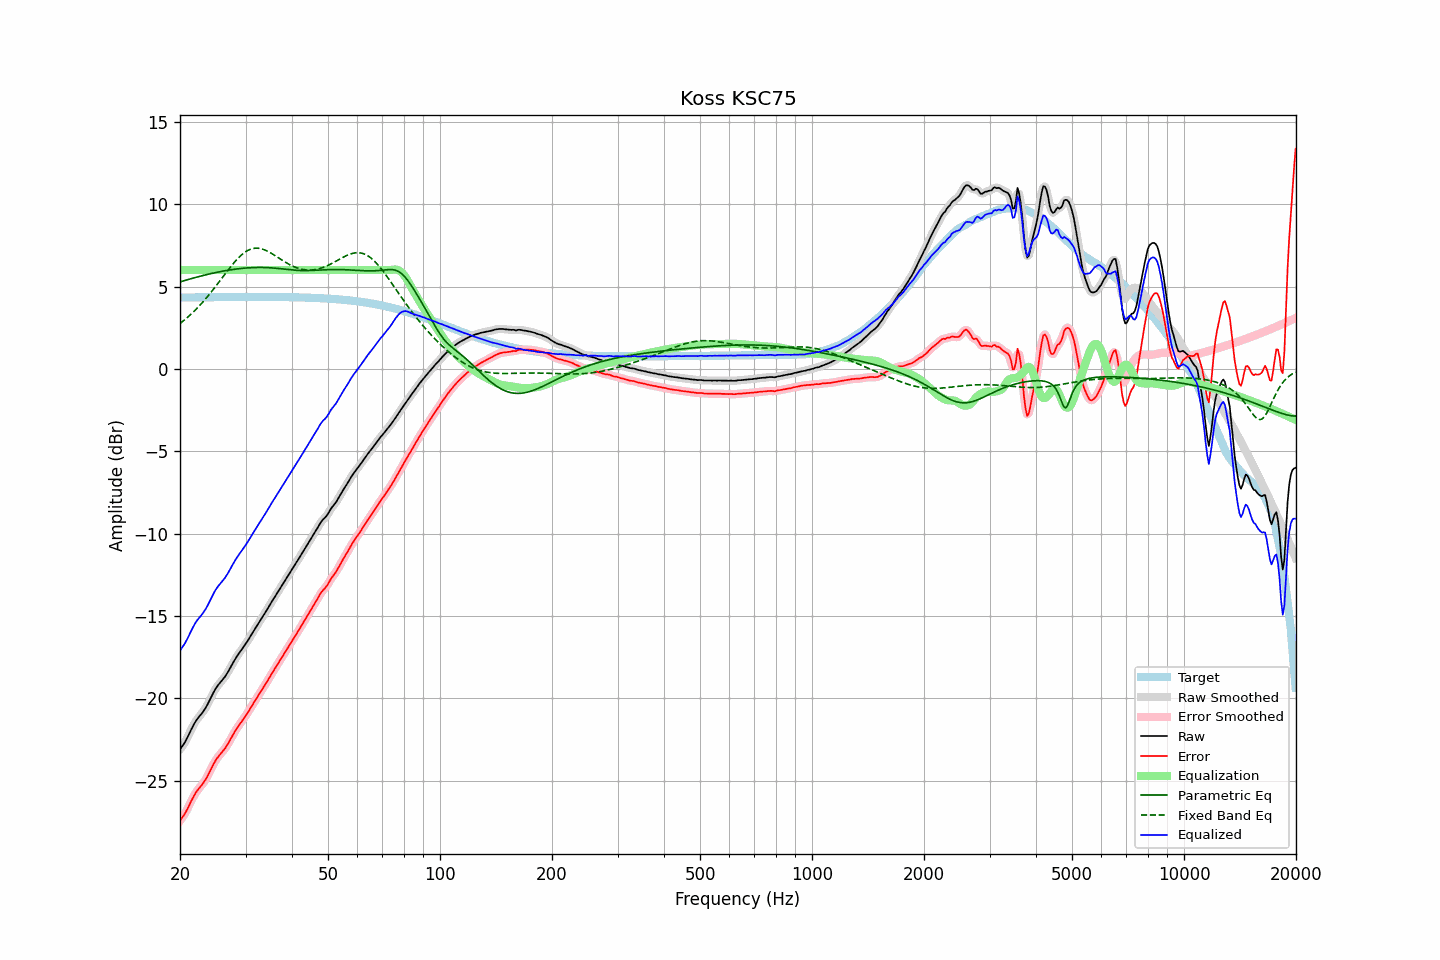 Koss KSC75
Amplitude (dBr)
15
10
5
0
−5
−10
−15
−20
−25
20
50
100
200
500
1000
2000
5000
10000
20000
Frequency (Hz)
Target
Raw Smoothed
Error Smoothed
Raw
Error
Equalization
Parametric Eq
Fixed Band Eq
Equalized